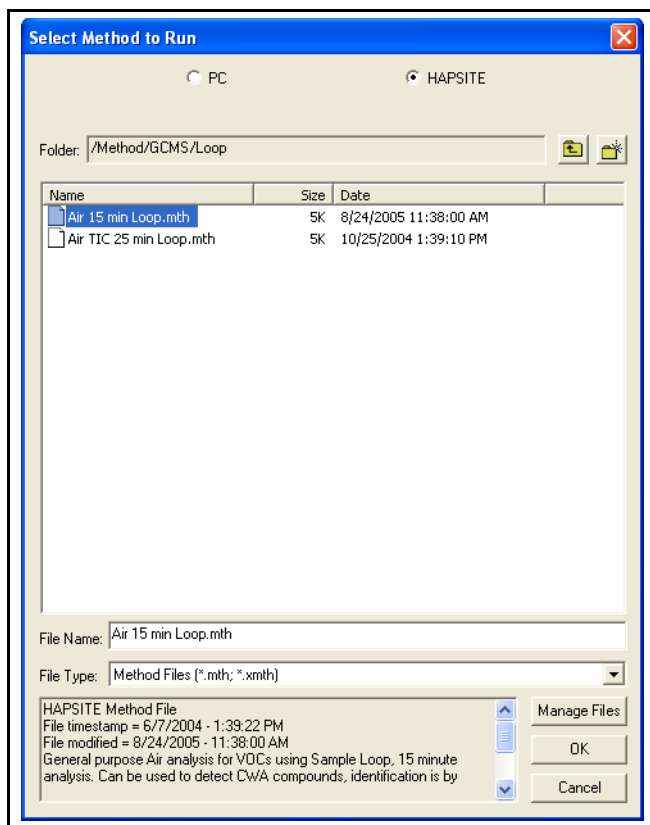 Select Method to Run
PC HAPSITE
Folder: /Method/GCMS/Loop
Name Size Date
Air 15 min Loop.mth 5K 8/24/2005 11:38:00 AM
Air TIC 25 min Loop.mth 5K 10/25/2004 1:39:10 PM
File Name: Air 15 min Loop.mth
File Type: Method Files (*.mth; *.xmth)
HAPSITE Method File
File timestamp = 6/7/2004 - 1:39:22 PM
File modified = 8/24/2005 - 11:38:00 AM
General purpose Air analysis for VOCs using Sample Loop, 15 minute
analysis. Can be used to detect CWA compounds, identification is by
Manage Files
OK
Cancel